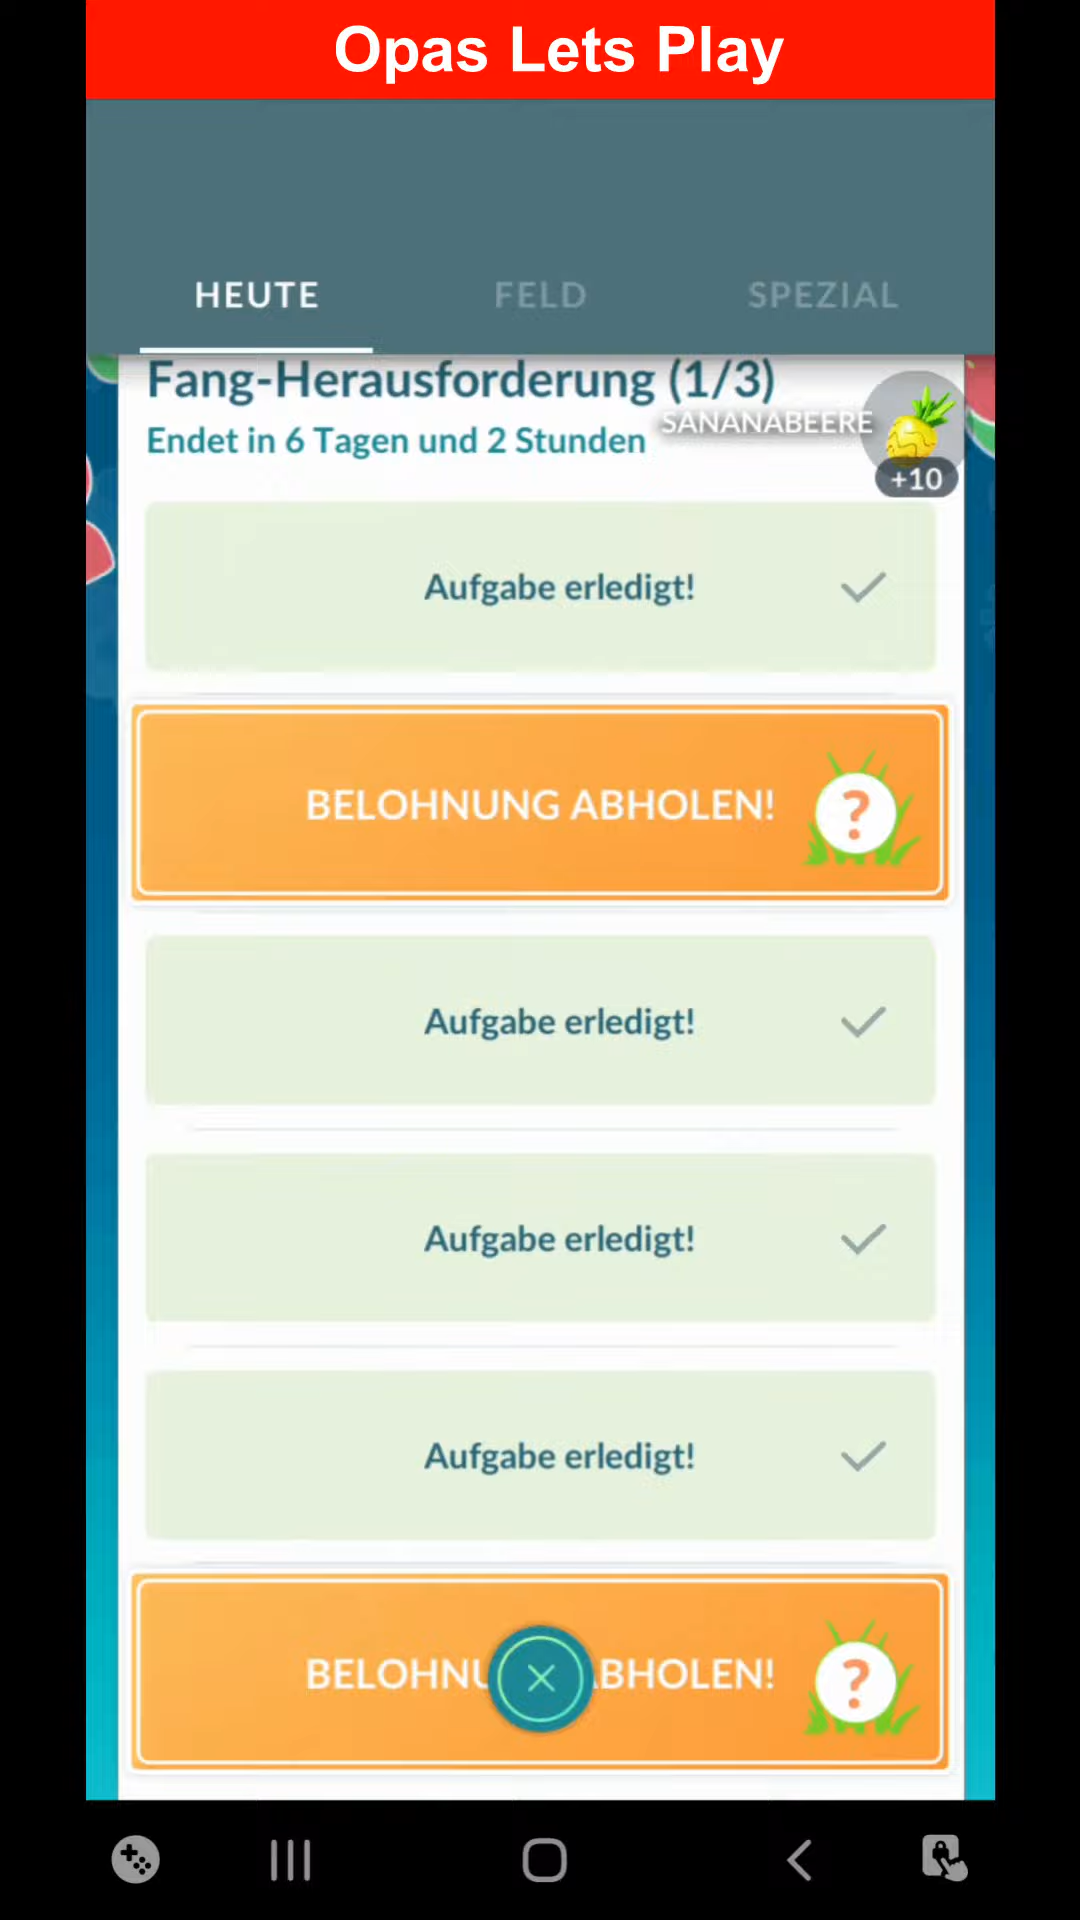 Opas Lets Play
HEUTE FELD SPEZIAL
Fang-Herausforderung (1/3)
SANANABEERE
Endet in 6 Tagen und 2 Stunden
+10
Aufgabe erledigt!
BELOHNUNG ABHOLEN!
?
Aufgabe erledigt!
Aufgabe erledigt!
Aufgabe erledigt!
BELOHNU BHOLEN!
?